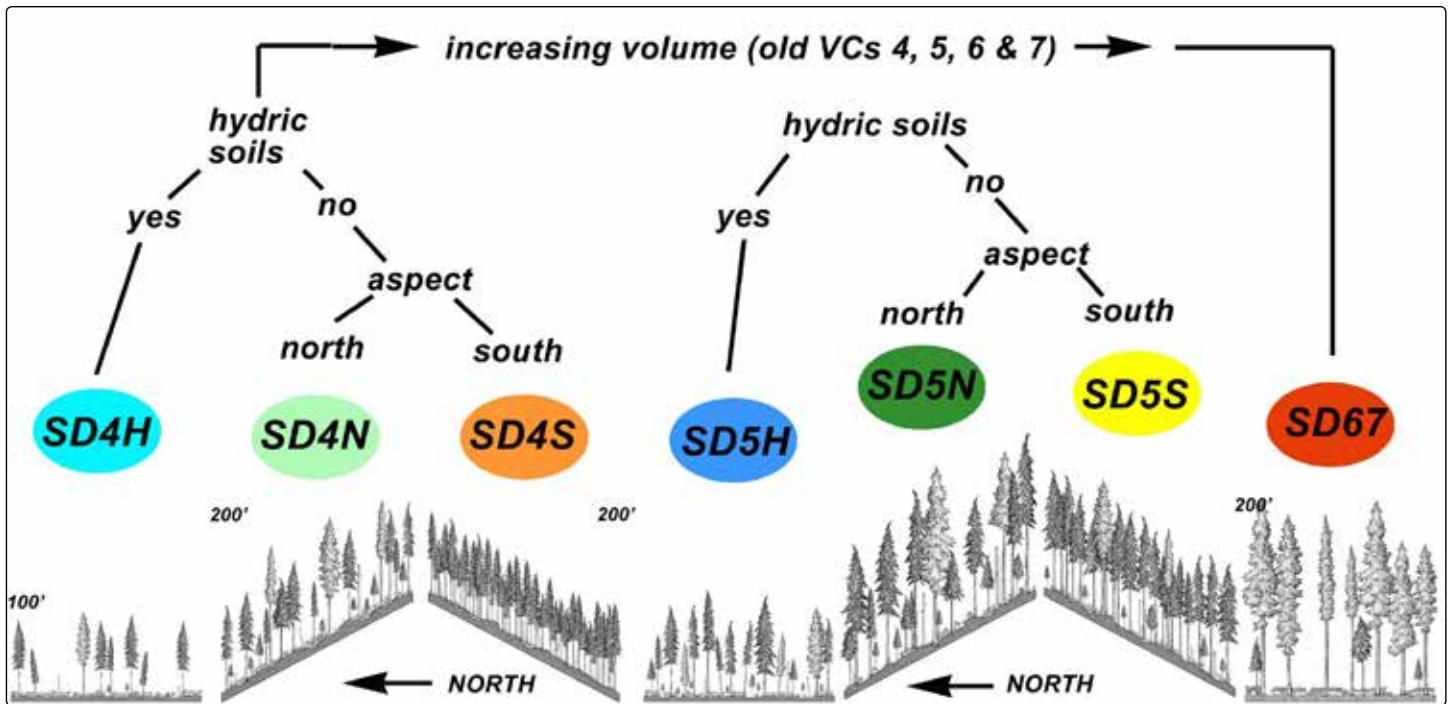 increasing volume (old VCs 4, 5, 6 & 7)
hydric
soils
hydric soils
yes
no
yes
no
aspect
aspect
north
south
north
south
SD4H
SD4N
SD4S
SD5H
SD5N
SD5S
SD67
200'
200'
200'
100'
NORTH
NORTH